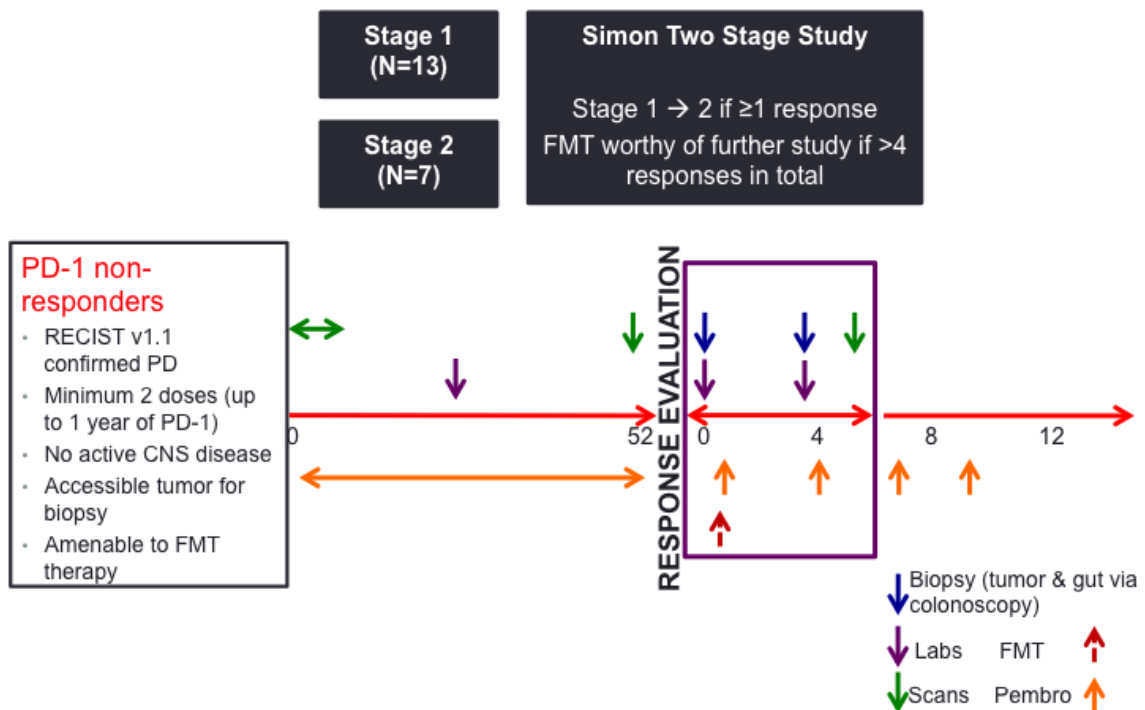 Stage 1
(N=13)
Stage 2
(N=7)
Simon Two Stage Study
Stage 1 → 2 if ≥1 response
FMT worthy of further study if >4
responses in total
PD-1 non-
responders
• RECIST v1.1
confirmed PD
• Minimum 2 doses (up
to 1 year of PD-1)
• No active CNS disease
• Accessible tumor for
biopsy
• Amenable to FMT
therapy
0
52
RESPONSE EVALUATION
0
4
8
12
Biopsy (tumor & gut via
colonoscopy)
Labs FMT
Scans Pembro